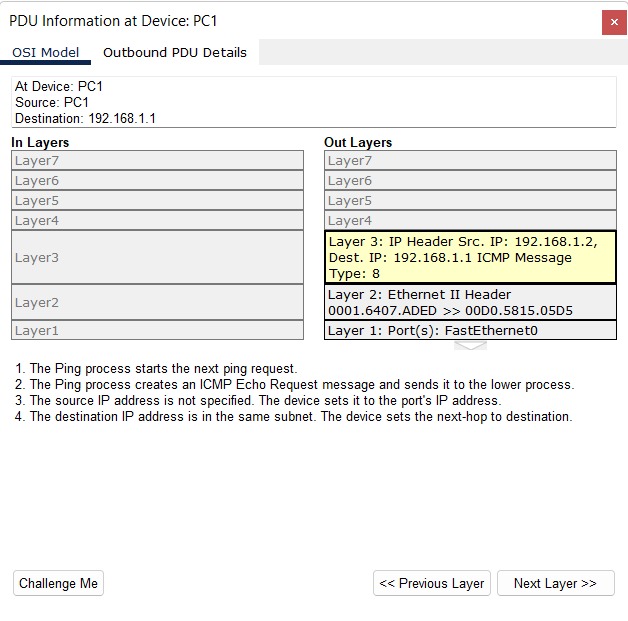 PDU Information at Device: PC1
×
OSI Model
Outbound PDU Details
At Device: PC1
Source: PC1
Destination: 192.168.1.1
In Layers
Layer7
Layer6
Layer5
Layer4
Layer3
Layer2
Layer1
Out Layers
Layer7
Layer6
Layer5
Layer4
Layer 3: IP Header Src. IP: 192.168.1.2,
Dest. IP: 192.168.1.1 ICMP Message
Type: 8
Layer 2: Ethernet II Header
0001.6407.ADED >> 00D0.5815.05D5
Layer 1: Port(s): FastEthernet0
1. The Ping process starts the next ping request.
2. The Ping process creates an ICMP Echo Request message and sends it to the lower process.
3. The source IP address is not specified. The device sets it to the port's IP address.
4. The destination IP address is in the same subnet. The device sets the next-hop to destination.
Challenge Me
<< Previous Layer
Next Layer >>